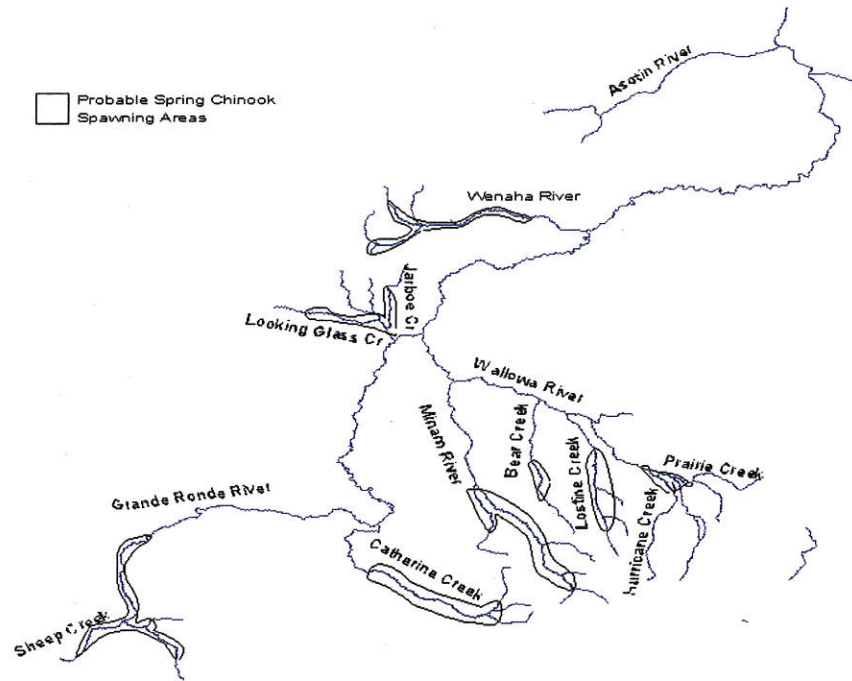 Asotin River
Probable Spring Chinook
Spawning Areas
Wenaha River
Jarboe Cr
Looking Glass Cr
Wallowa River
Minam River
Bear Creek
Lostine Creek
Prairie Creek
Hurricane Creek
Grande Ronde River
Catharine Creek
Sheep Creek